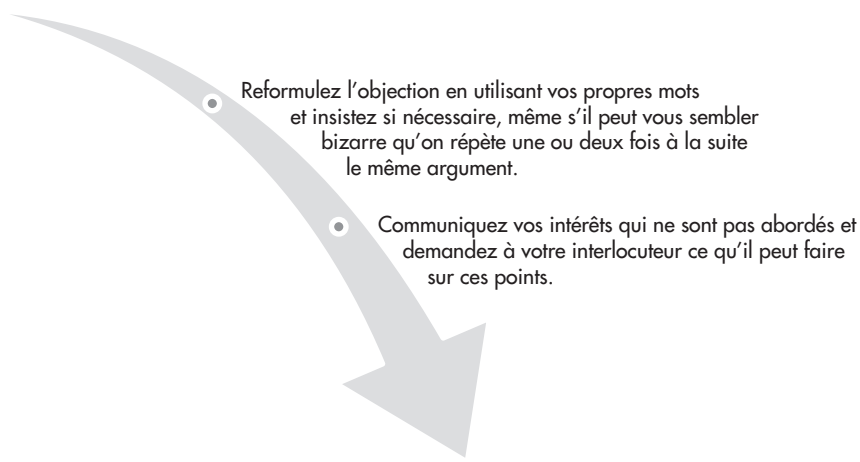 Reformulez l’objection en utilisant vos propres mots
et insistez si nécessaire, même s’il peut vous sembler
bizarre qu’on répète une ou deux fois à la suite
le même argument.
Communiquez vos intérêts qui ne sont pas abordés et
demandez à votre interlocuteur ce qu’il peut faire
sur ces points.